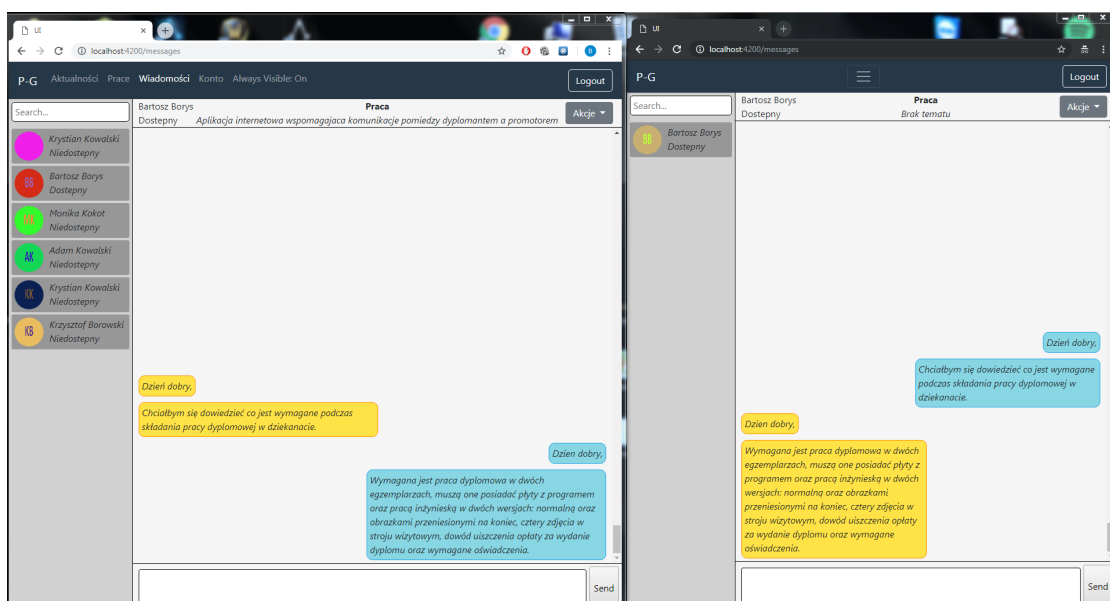 UI
localhost:4200/messages
P-G Aktualności Prace Wiadomości Konto Always Visible: On Logout
Search...
Bartosz Borys Praca
Dostepny Aplikacja internetowa wspomagajaca komunikacje pomiedzy dyplomantem a promotorem
Akcje
Krystian Kowalski
Niedostepny
BB
Bartosz Borys
Dostepny
Monika Kokot
Niedostepny
AK
Adam Kowalski
Niedostepny
KK
Krystian Kowalski
Niedostepny
KB
Krzysztof Borowski
Niedostepny
Dzień dobry,
Chciałbym się dowiedzieć co jest wymagane podczas
składania pracy dyplomowej w dziekanacie.
Dzien dobry,
Wymagana jest praca dyplomowa w dwóch
egzemplarzach, muszą one posiadać płyty z programem
oraz pracą inżynieską w dwóch wersjach: normalną oraz
obrazkami przeniesionymi na koniec, cztery zdjęcia w
stroju wizytowym, dowód uiszczenia opłaty za wydanie
dyplomu oraz wymagane oświadczenia.
Send
UI
localhost:4200/messages
P-G Logout
Search...
Bartosz Borys Praca
Dostepny Brak tematu
Akcje
BB
Bartosz Borys
Dostepny
Dzień dobry,
Chciałbym się dowiedzieć co jest wymagane
podczas składania pracy dyplomowej w
dziekanacie.
Dzien dobry,
Wymagana jest praca dyplomowa w dwóch
egzemplarzach, muszą one posiadać płyty z
programem oraz pracą inżynieską w dwóch
wersjach: normalną oraz obrazkami
przeniesionymi na koniec, cztery zdjęcia w
stroju wizytowym, dowód uiszczenia opłaty
za wydanie dyplomu oraz wymagane
oświadczenia.
Send